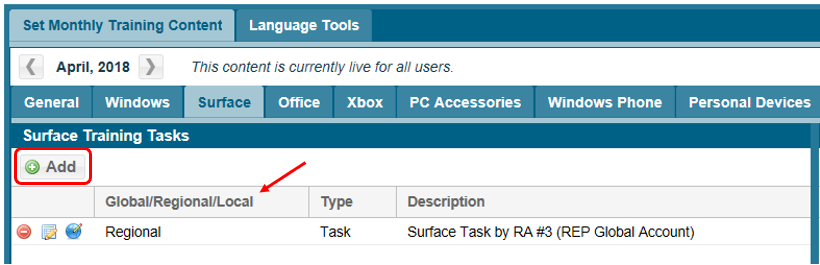 Set Monthly Training Content Language Tools
April, 2018 This content is currently live for all users.
General Windows Surface Office Xbox PC Accessories Windows Phone Personal Devices
Surface Training Tasks
Add
Global/Regional/Local Type Description
Regional Task Surface Task by RA #3 (REP Global Account)